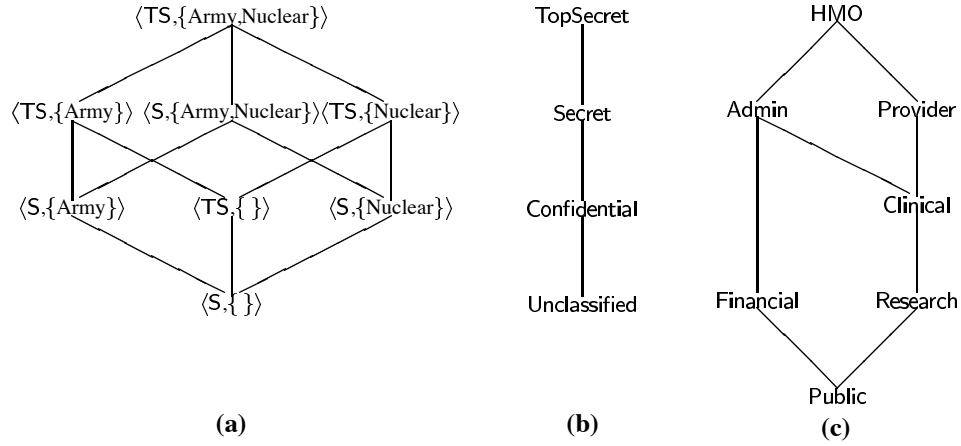 ⟨TS,{Army,Nuclear}⟩
TopSecret
HMO
⟨TS,{Army}⟩ ⟨S,{Army,Nuclear}⟩ ⟨TS,{Nuclear}⟩
Secret
Admin
Provider
⟨S,{Army}⟩ ⟨TS,{ }⟩ ⟨S,{Nuclear}⟩
Confidential
Clinical
⟨S,{ }⟩
Unclassified
Financial
Research
Public
(a)
(b)
(c)